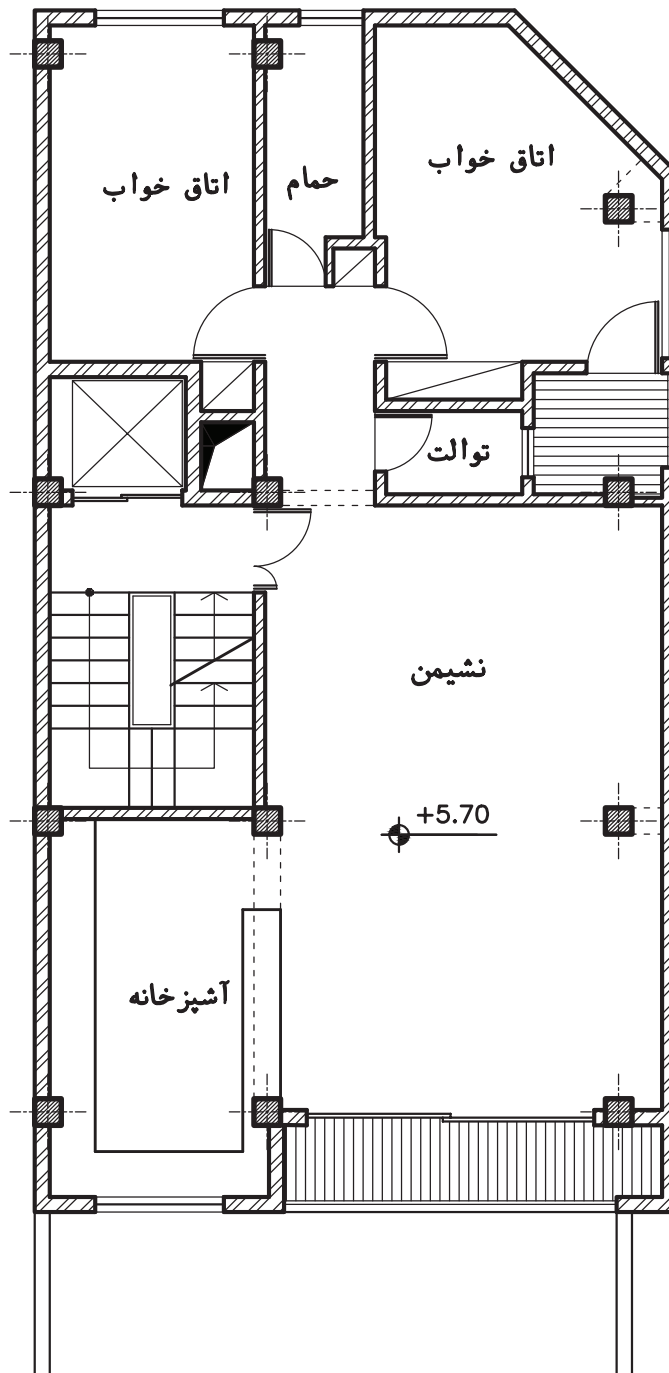 اتاق خواب
حمام
اتاق خواب
توالت
نشیمن
+5.70
آشپزخانه